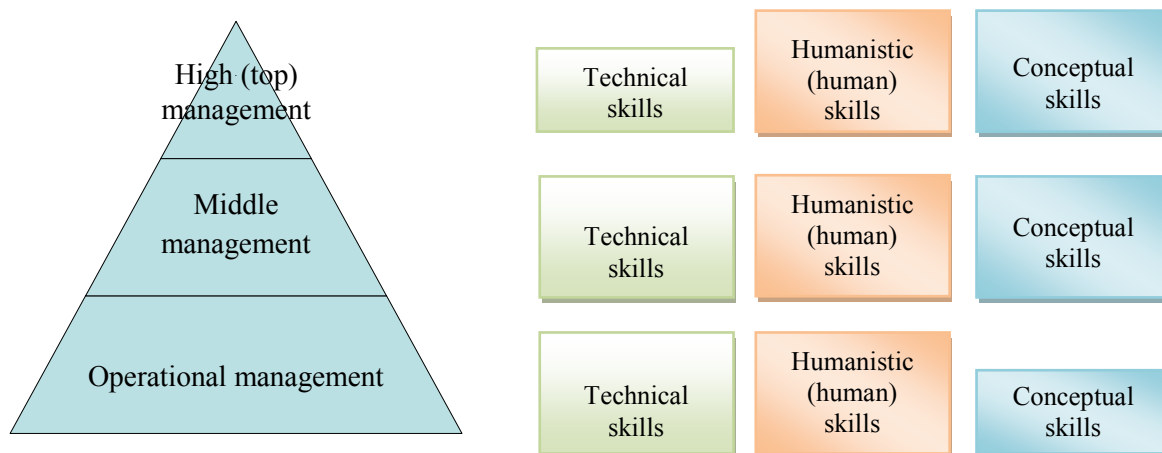 High (top)
management
Middle
management
Operational management
Technical
skills
Humanistic
(human)
skills
Conceptual
skills
Technical
skills
Humanistic
(human)
skills
Conceptual
skills
Technical
skills
Humanistic
(human)
skills
Conceptual
skills